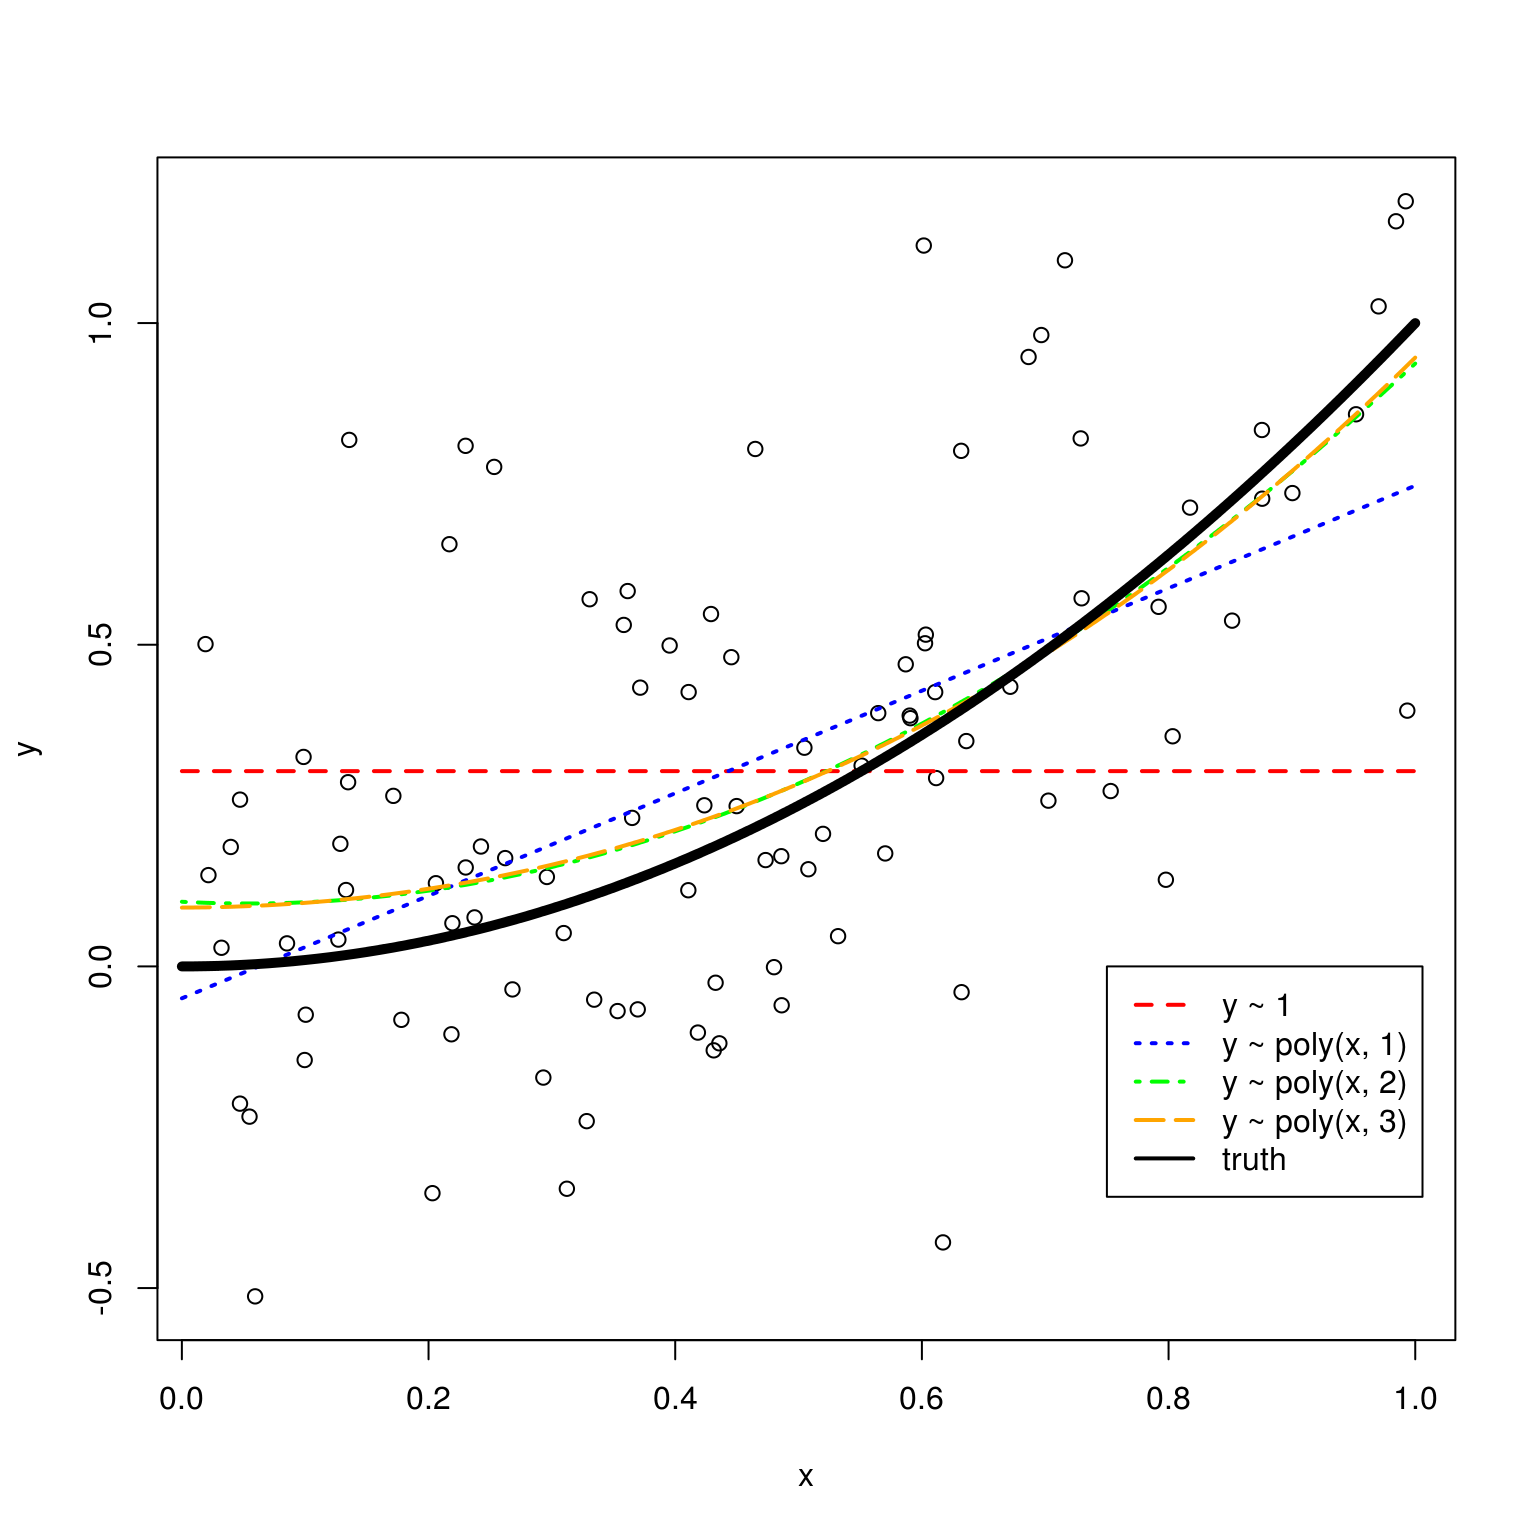 1.0
0.5
0.0
-0.5
y
0.0 0.2 0.4 0.6 0.8 1.0
x
y ~ 1
y ~ poly(x, 1)
y ~ poly(x, 2)
y ~ poly(x, 3)
truth